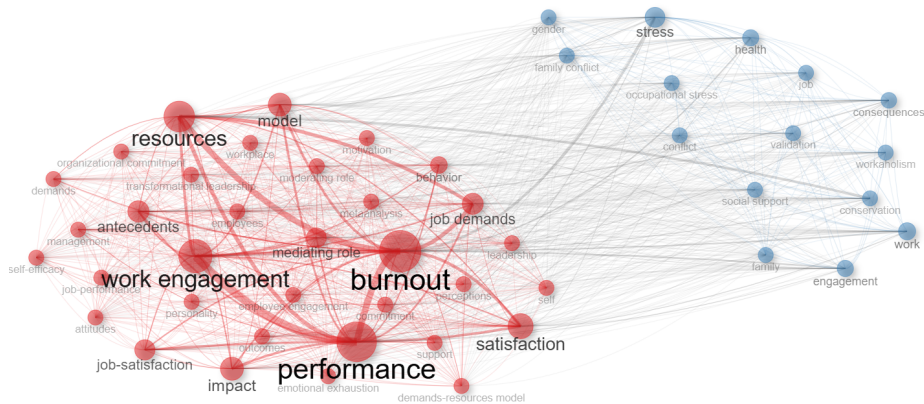 gender
stress
health
family conflict
job
occupational stress
consequences
model
resources
conflict
validation
workplace
motivation
workaholism
organizational commitment
moderating role
behavior
transformational leadership
demands
social support
conservation
metaanalysis
job demands
antecedents
employees
management
work
mediating role
leadership
self-efficacy
family
engagement
work engagement
burnout
job-performance
perceptions
self
employee engagement
personality
commitment
attitudes
satisfaction
outcomes
support
job-satisfaction
performance
impact
emotional exhaustion
demands-resources model